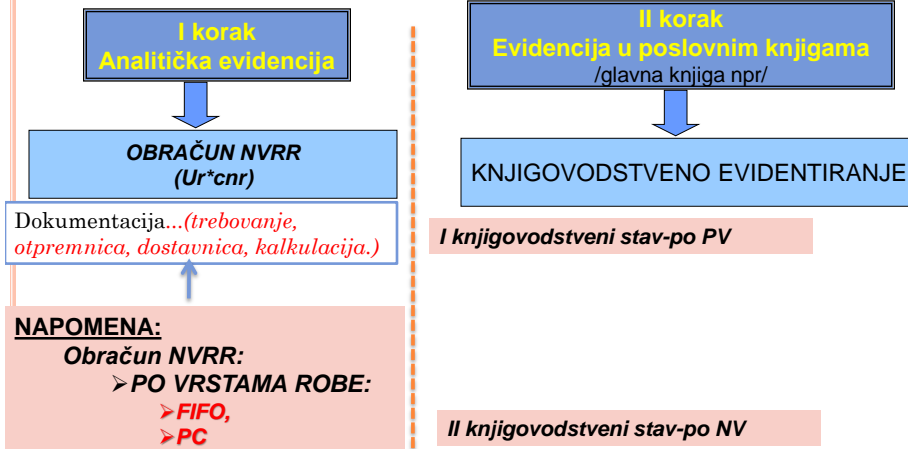 I korak
Analitička evidencija
OBRAČUN NVRR
(Ur*cnr)
Dokumentacija...(trebovanje,
otpremnica, dostavnica, kalkulacija.)
NAPOMENA:
Obračun NVRR:
➢PO VRSTAMA ROBE:
➢FIFO,
➢PC
II korak
Evidencija u poslovnim knjigama
/glavna knjiga npr/
KNJIGOVODSTVENO EVIDENTIRANJE
I knjigovodstveni stav-po PV
II knjigovodstveni stav-po NV